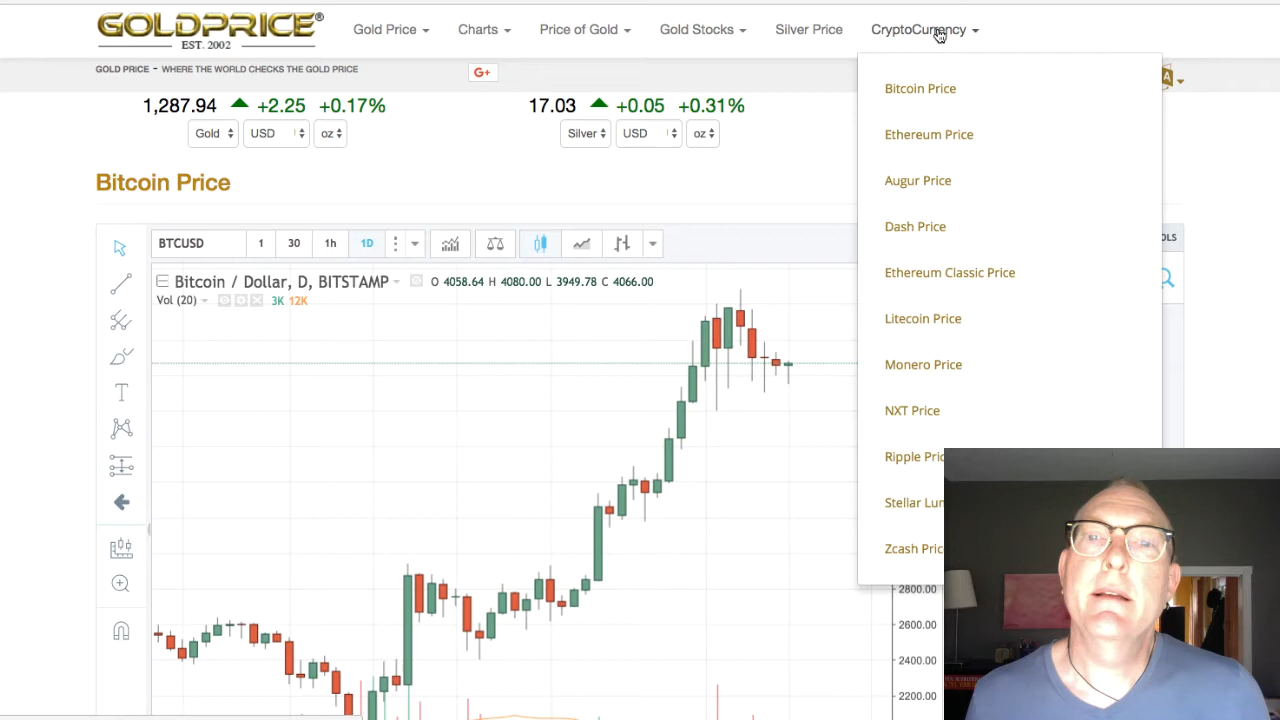 GOLDPRICE®
EST. 2002
Gold Price
Charts
Price of Gold
Gold Stocks
Silver Price
CryptoCurrency
GOLD PRICE - WHERE THE WORLD CHECKS THE GOLD PRICE
G+
A
1,287.94 +2.25 +0.17%
Gold USD oz
17.03 +0.05 +0.31%
Silver USD oz
Bitcoin Price
Ethereum Price
Augur Price
Dash Price
Ethereum Classic Price
Litecoin Price
Monero Price
NXT Price
Ripple
Stellar
Zcash
Bitcoin Price
BTCUSD 1 30 1h 1D
Bitcoin / Dollar, D, BITSTAMP O 4058.64 H 4080.00 L 3949.78 C 4066.00
Vol (20) 3K 12K
T
2800.00
2600.00
2400.00
2200.00